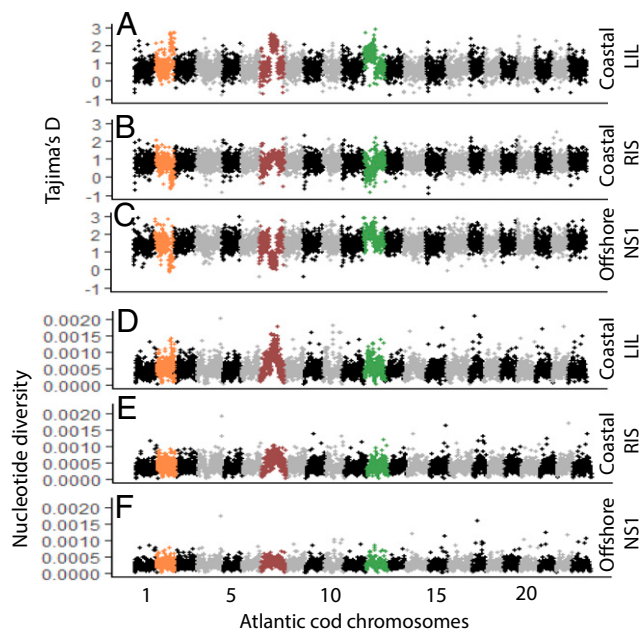 A
3
2
1
0
-1
Coastal
LIL
B
3
2
1
0
-1
Coastal
RIS
Tajima's D
C
3
2
1
0
-1
Offshore
NS1
D
0.0020
0.0015
0.0010
0.0005
0.0000
Coastal
LIL
E
0.0020
0.0015
0.0010
0.0005
0.0000
Coastal
RIS
Nucleotide diversity
F
0.0020
0.0015
0.0010
0.0005
0.0000
Offshore
NS1
1 5 10 15 20
Atlantic cod chromosomes